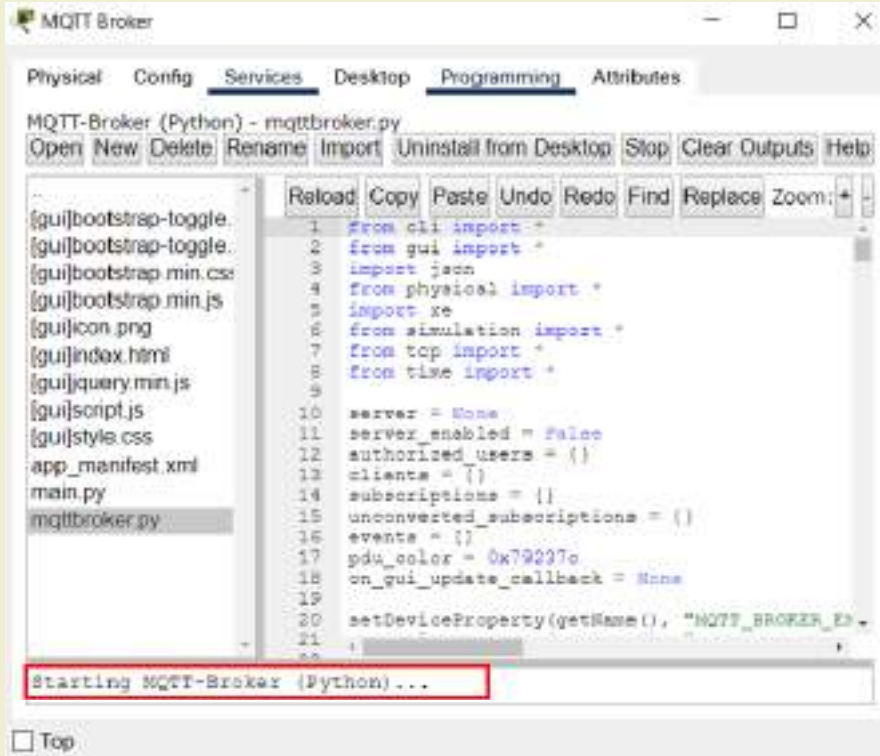 MQTT Broker
Physical Config Services Desktop Programming Attributes
MQTT-Broker (Python) - mqttbroker.py
Open New Delete Rename Import Uninstall from Desktop Stop Clear Outputs Help
..
[gui]bootstrap-toggle.
[gui]bootstrap-toggle.
[gui]bootstrap.min.css
[gui]bootstrap.min.js
[gui]icon.png
[gui]index.html
[gui]jquery.min.js
[gui]script.js
[gui]style.css
app_manifest.xml
main.py
mqttbroker.py
Reload Copy Paste Undo Redo Find Replace Zoom: + -
1 from cli import *
2 from gui import *
3 import json
4 from physical import *
5 import re
6 from simulation import *
7 from tcp import *
8 from time import *
9
10 server = None
11 server_enabled = False
12 authorized_users = {}
13 clients = {}
14 subscriptions = {}
15 unconverted_subscriptions = {}
16 events = []
17 pdu_color = 0x79237c
18 on_gui_update_callback = None
19
20 setDeviceProperty(getName(), "MQTT_BROKER_EX
21
Starting MQTT-Broker (Python)...
Top